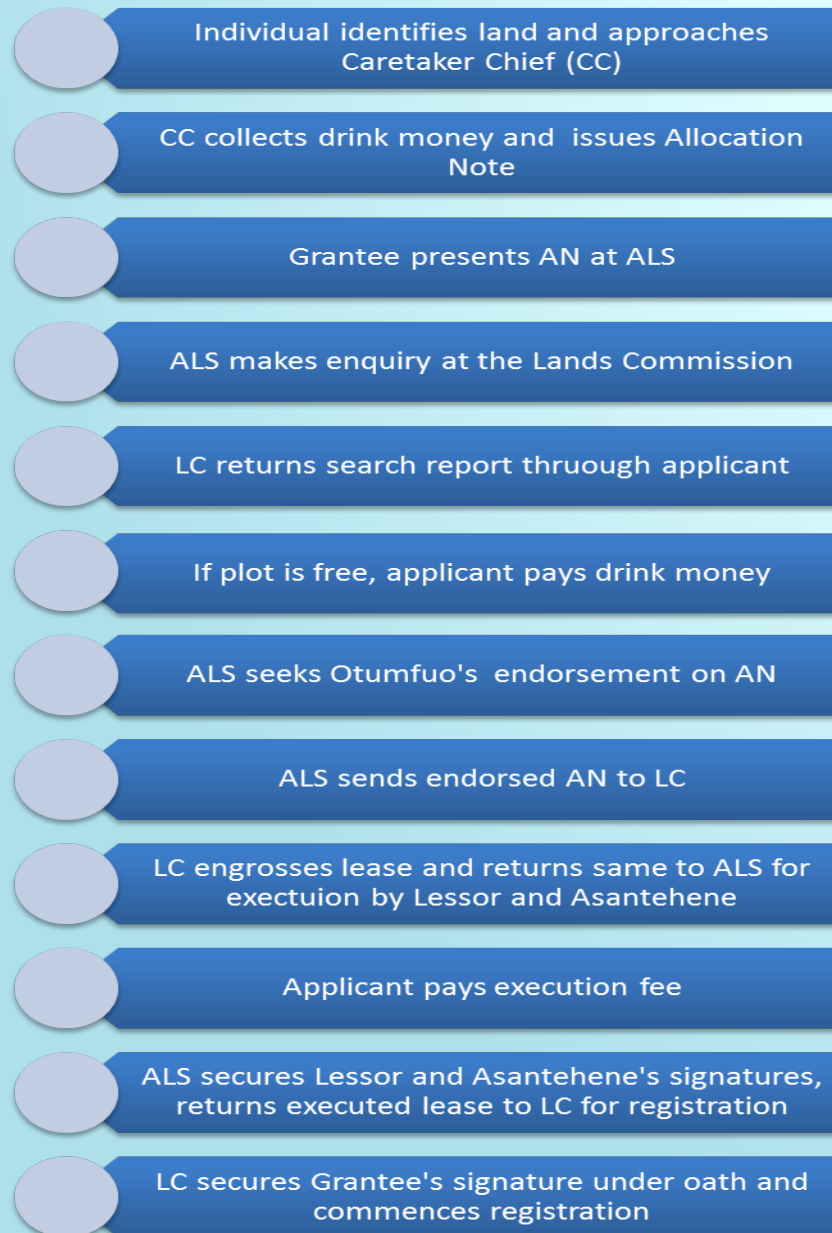 Individual identifies land and approaches
Caretaker Chief (CC)
CC collects drink money and issues Allocation
Note
Grantee presents AN at ALS
ALS makes enquiry at the Lands Commission
LC returns search report thruough applicant
If plot is free, applicant pays drink money
ALS seeks Otumfuo's endorsement on AN
ALS sends endorsed AN to LC
LC engrosses lease and returns same to ALS for
exectuion by Lessor and Asantehene
Applicant pays execution fee
ALS secures Lessor and Asantehene's signatures,
returns executed lease to LC for registration
LC secures Grantee's signature under oath and
commences registration